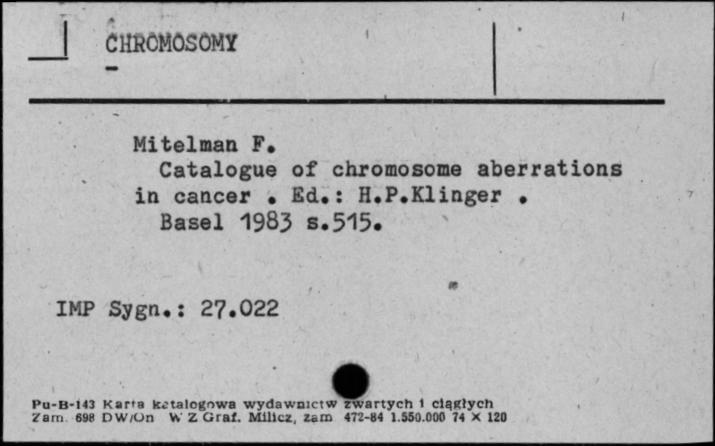 CHROMOSOMY
Mitelman F.
Catalogue of chromosome aberrations
in cancer . Ed.: H.P.Klinger .
Basel 1983 s.515.
IMP Sygn.: 27.022
Pu-B-143 Karta katalogowa wydawnictw zwartych i ciągłych
Zam. 698 DW/On W Z Graf. Milicz, zam 472-84 1.550.000 74 × 120